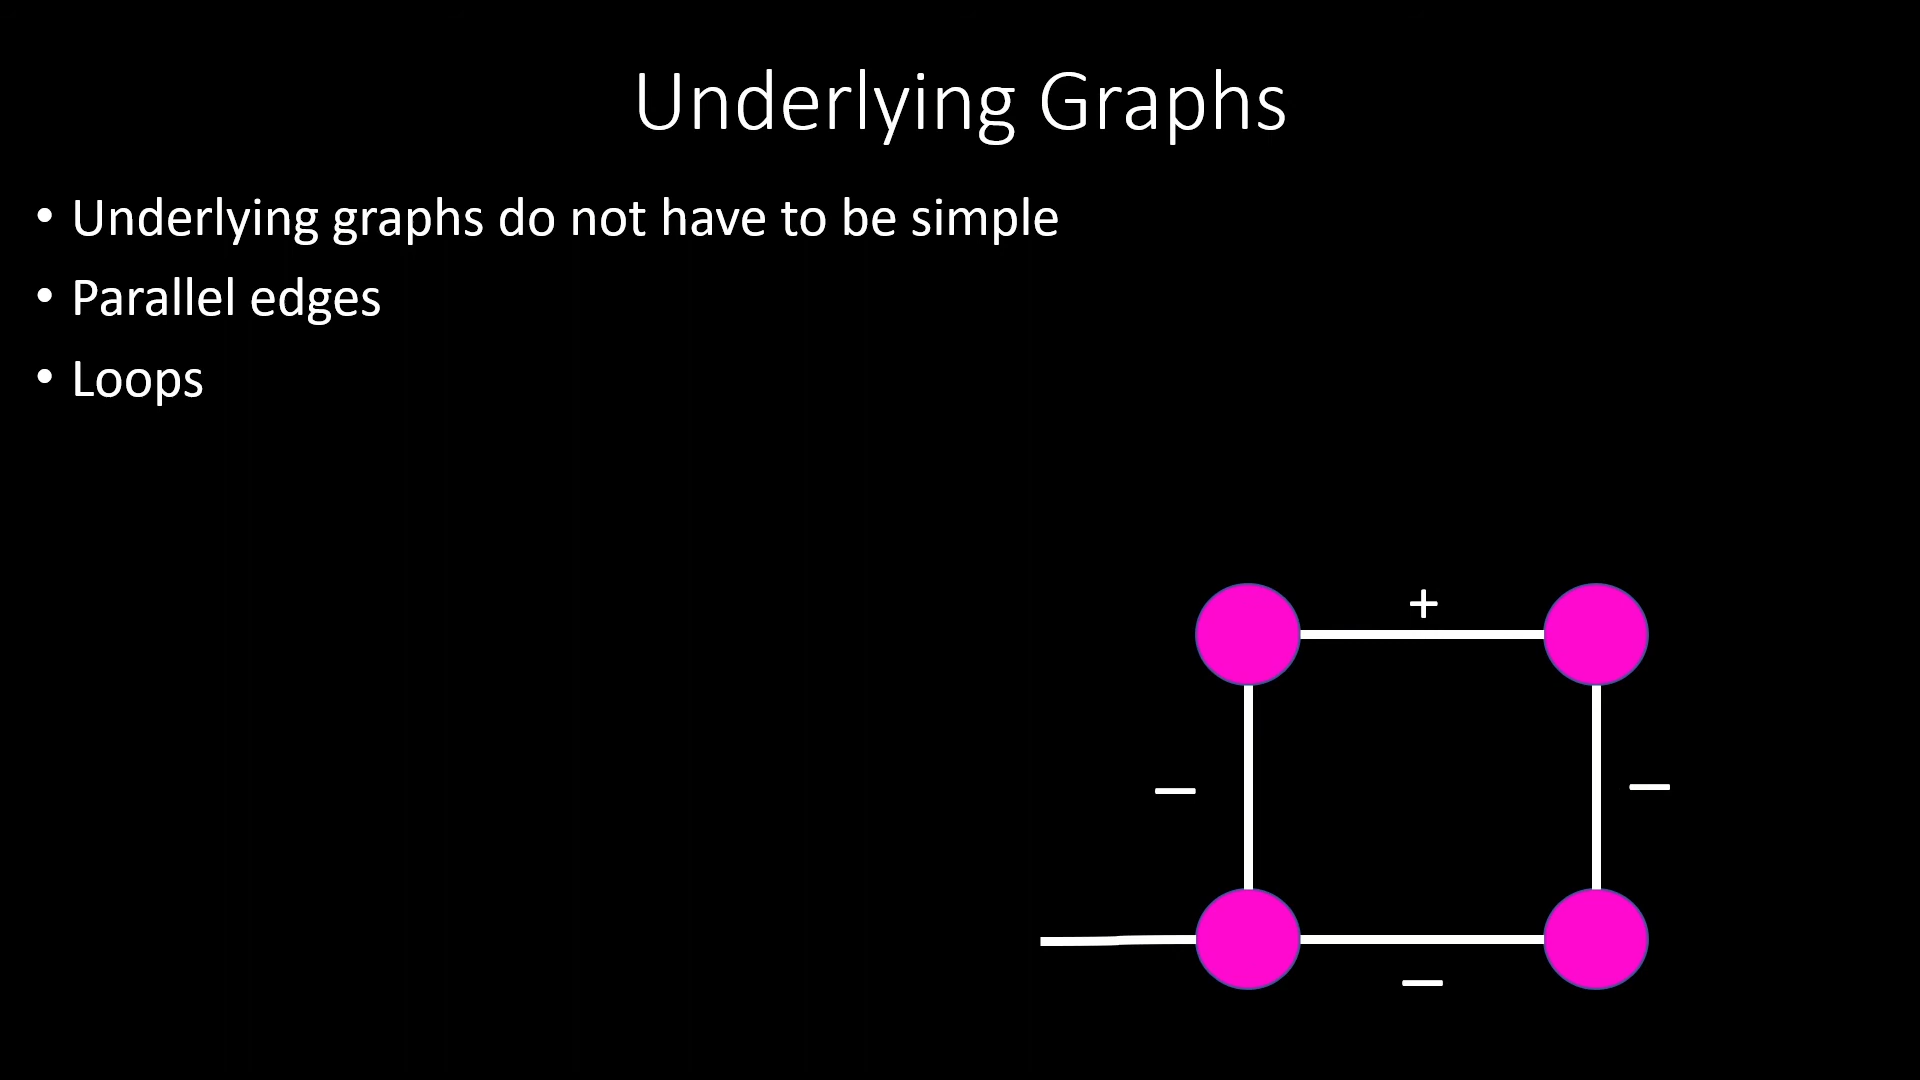 Underlying Graphs
• Underlying graphs do not have to be simple
• Parallel edges
• Loops
+
–
–
–